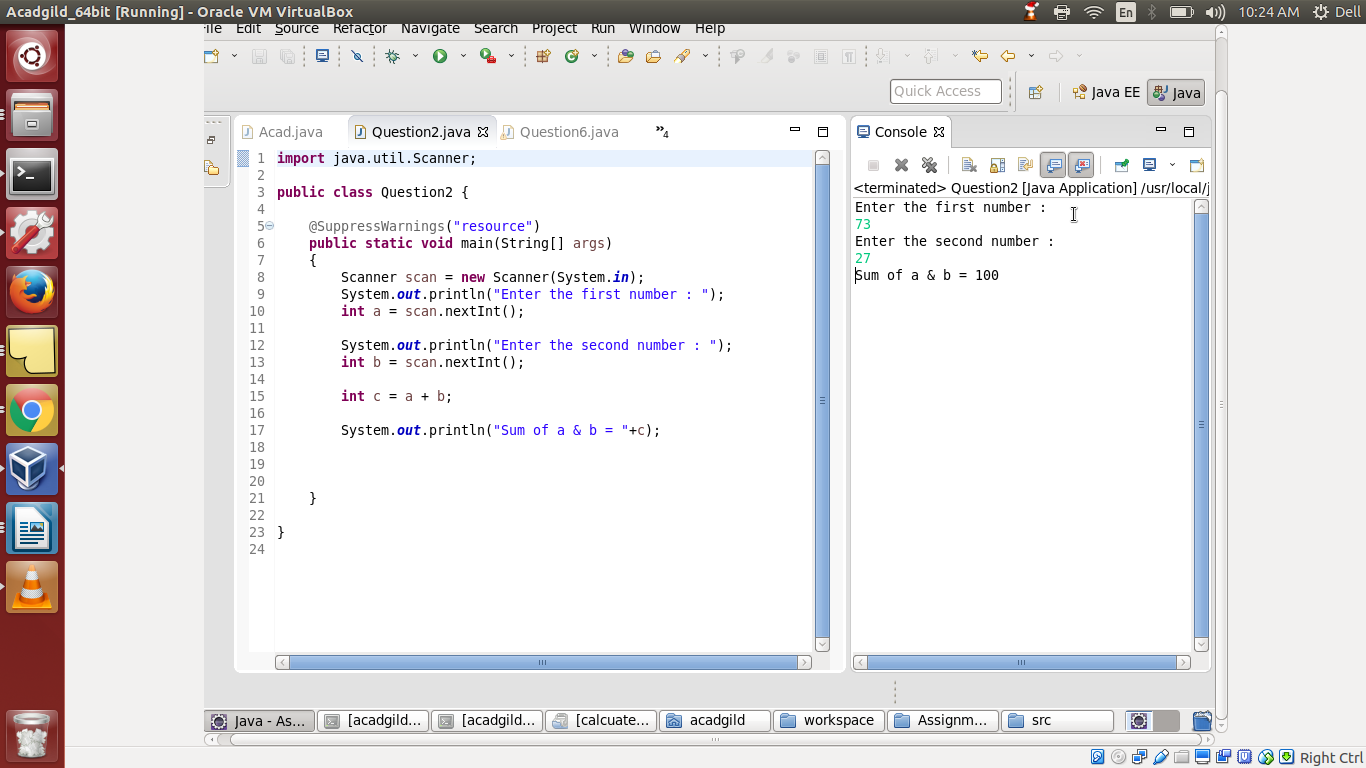 Acadgild_64bit [Running] - Oracle VM VirtualBox
En
10:24 AM
Dell
File Edit Source Refactor Navigate Search Project Run Window Help
Quick Access
Java EE
Java
Acad.java
Question2.java
Question6.java
»4
Console
1 import java.util.Scanner;
2
3 public class Question2 {
4
5 @SuppressWarnings("resource")
6 public static void main(String[] args)
7 {
8 Scanner scan = new Scanner(System.in);
9 System.out.println("Enter the first number : ");
10 int a = scan.nextInt();
11
12 System.out.println("Enter the second number : ");
13 int b = scan.nextInt();
14
15 int c = a + b;
16
17 System.out.println("Sum of a & b = "+c);
18
19
20
21 }
22
23 }
24
<terminated> Question2 [Java Application] /usr/local/j
Enter the first number :
73
Enter the second number :
27
Sum of a & b = 100
Java - As...
[acadgild...
[acadgild...
[calcuate...
acadgild
workspace
Assignm...
src
Right Ctrl